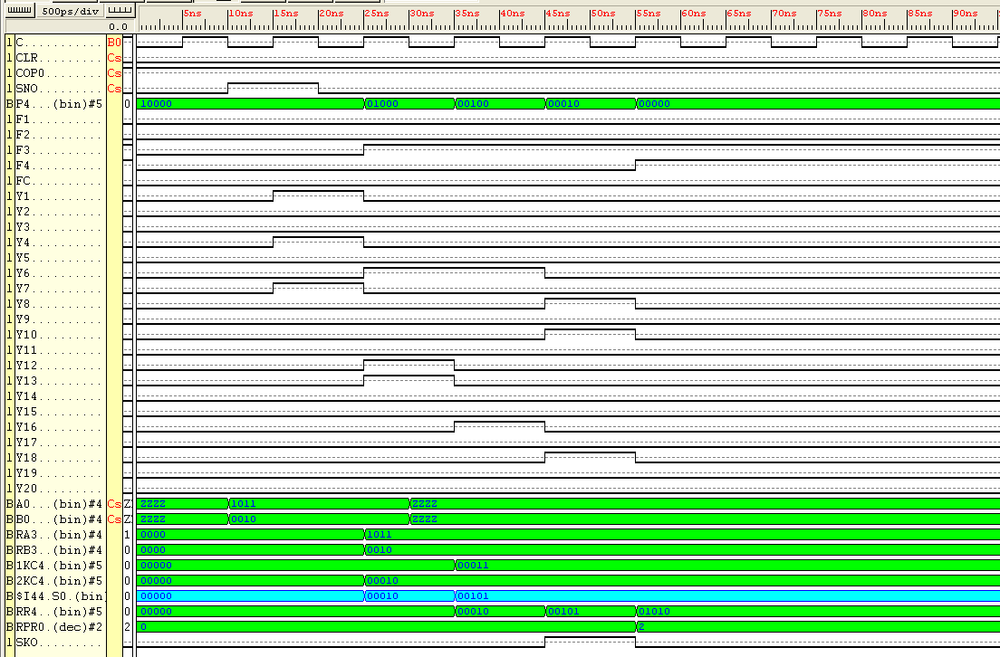 500ps/div 5ns 10ns 15ns 20ns 25ns 30ns 35ns 40ns 45ns 50ns 55ns 60ns 65ns 70ns 75ns 80ns 85ns 90ns
0.0
1 C......... B0
1 CLR......... Cs
1 COP0......... Cs
1 SNO......... Cs
B P4...(bin)#5 0 10000 01000 00100 00010 00000
1 F1.........
1 F2.........
1 F3.........
1 F4.........
1 FC.........
1 Y1.........
1 Y2.........
1 Y3.........
1 Y4.........
1 Y5.........
1 Y6.........
1 Y7.........
1 Y8.........
1 Y9.........
1 Y10.........
1 Y11.........
1 Y12.........
1 Y13.........
1 Y14.........
1 Y15.........
1 Y16.........
1 Y17.........
1 Y18.........
1 Y19.........
1 Y20.........
B A0...(bin)#4 Cs Z ZZZZ 1011 ZZZZ
B B0...(bin)#4 Cs Z ZZZZ 0010 ZZZZ
B RA3..(bin)#4 1 0000 1011
B RB3..(bin)#4 0 0000 0010
B 1KC4.(bin)#5 0 00000 00011
B 2KC4.(bin)#5 0 00000 00010
B $I44.S0.(bin) 0 00000 00010 00101
B RR4..(bin)#5 0 00000 00010 00101 01010
B RPR0.(dec)#2 2 0 2
1 SKO.........